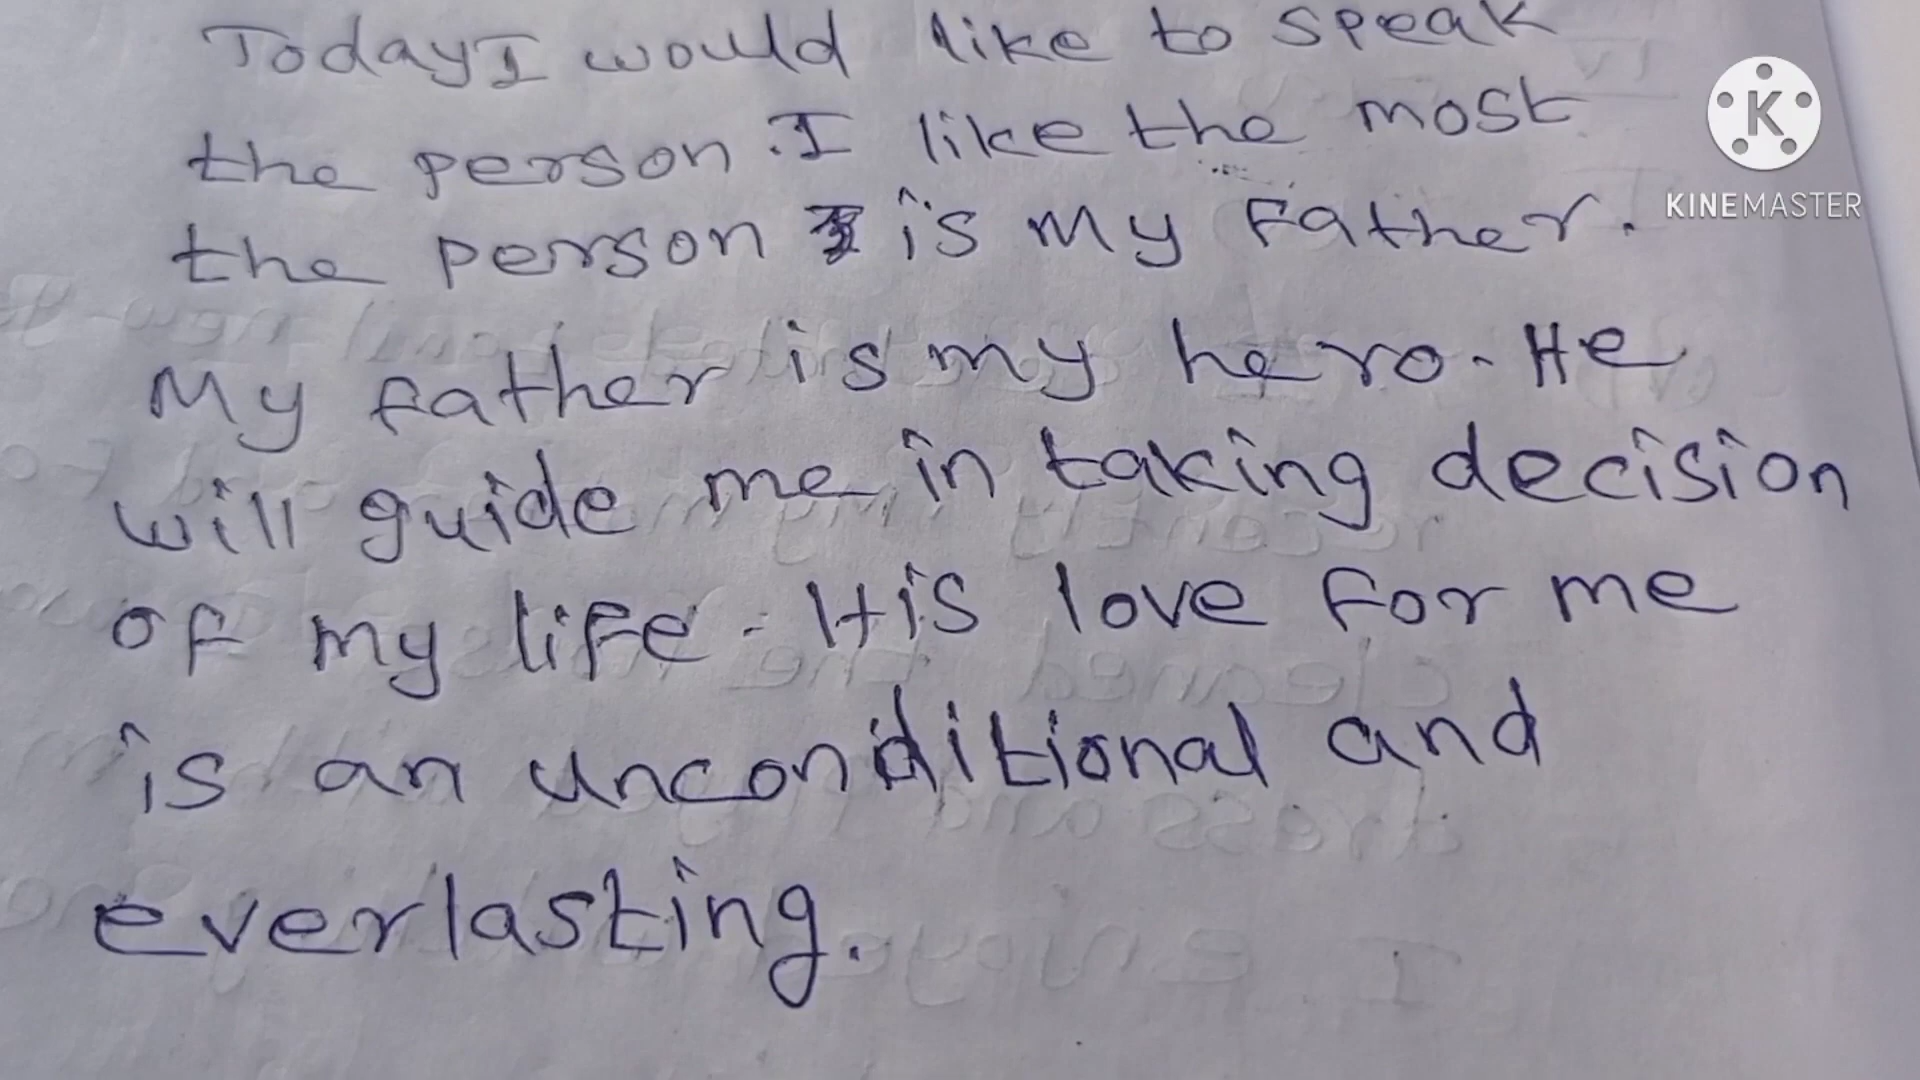 Today I would like to speak
the person. I like the most
the person is my Father.
My father is my hero. He
will guide me in taking decision
of my life. His love for me
is an unconditional and
everlasting.
K
KINEMASTER